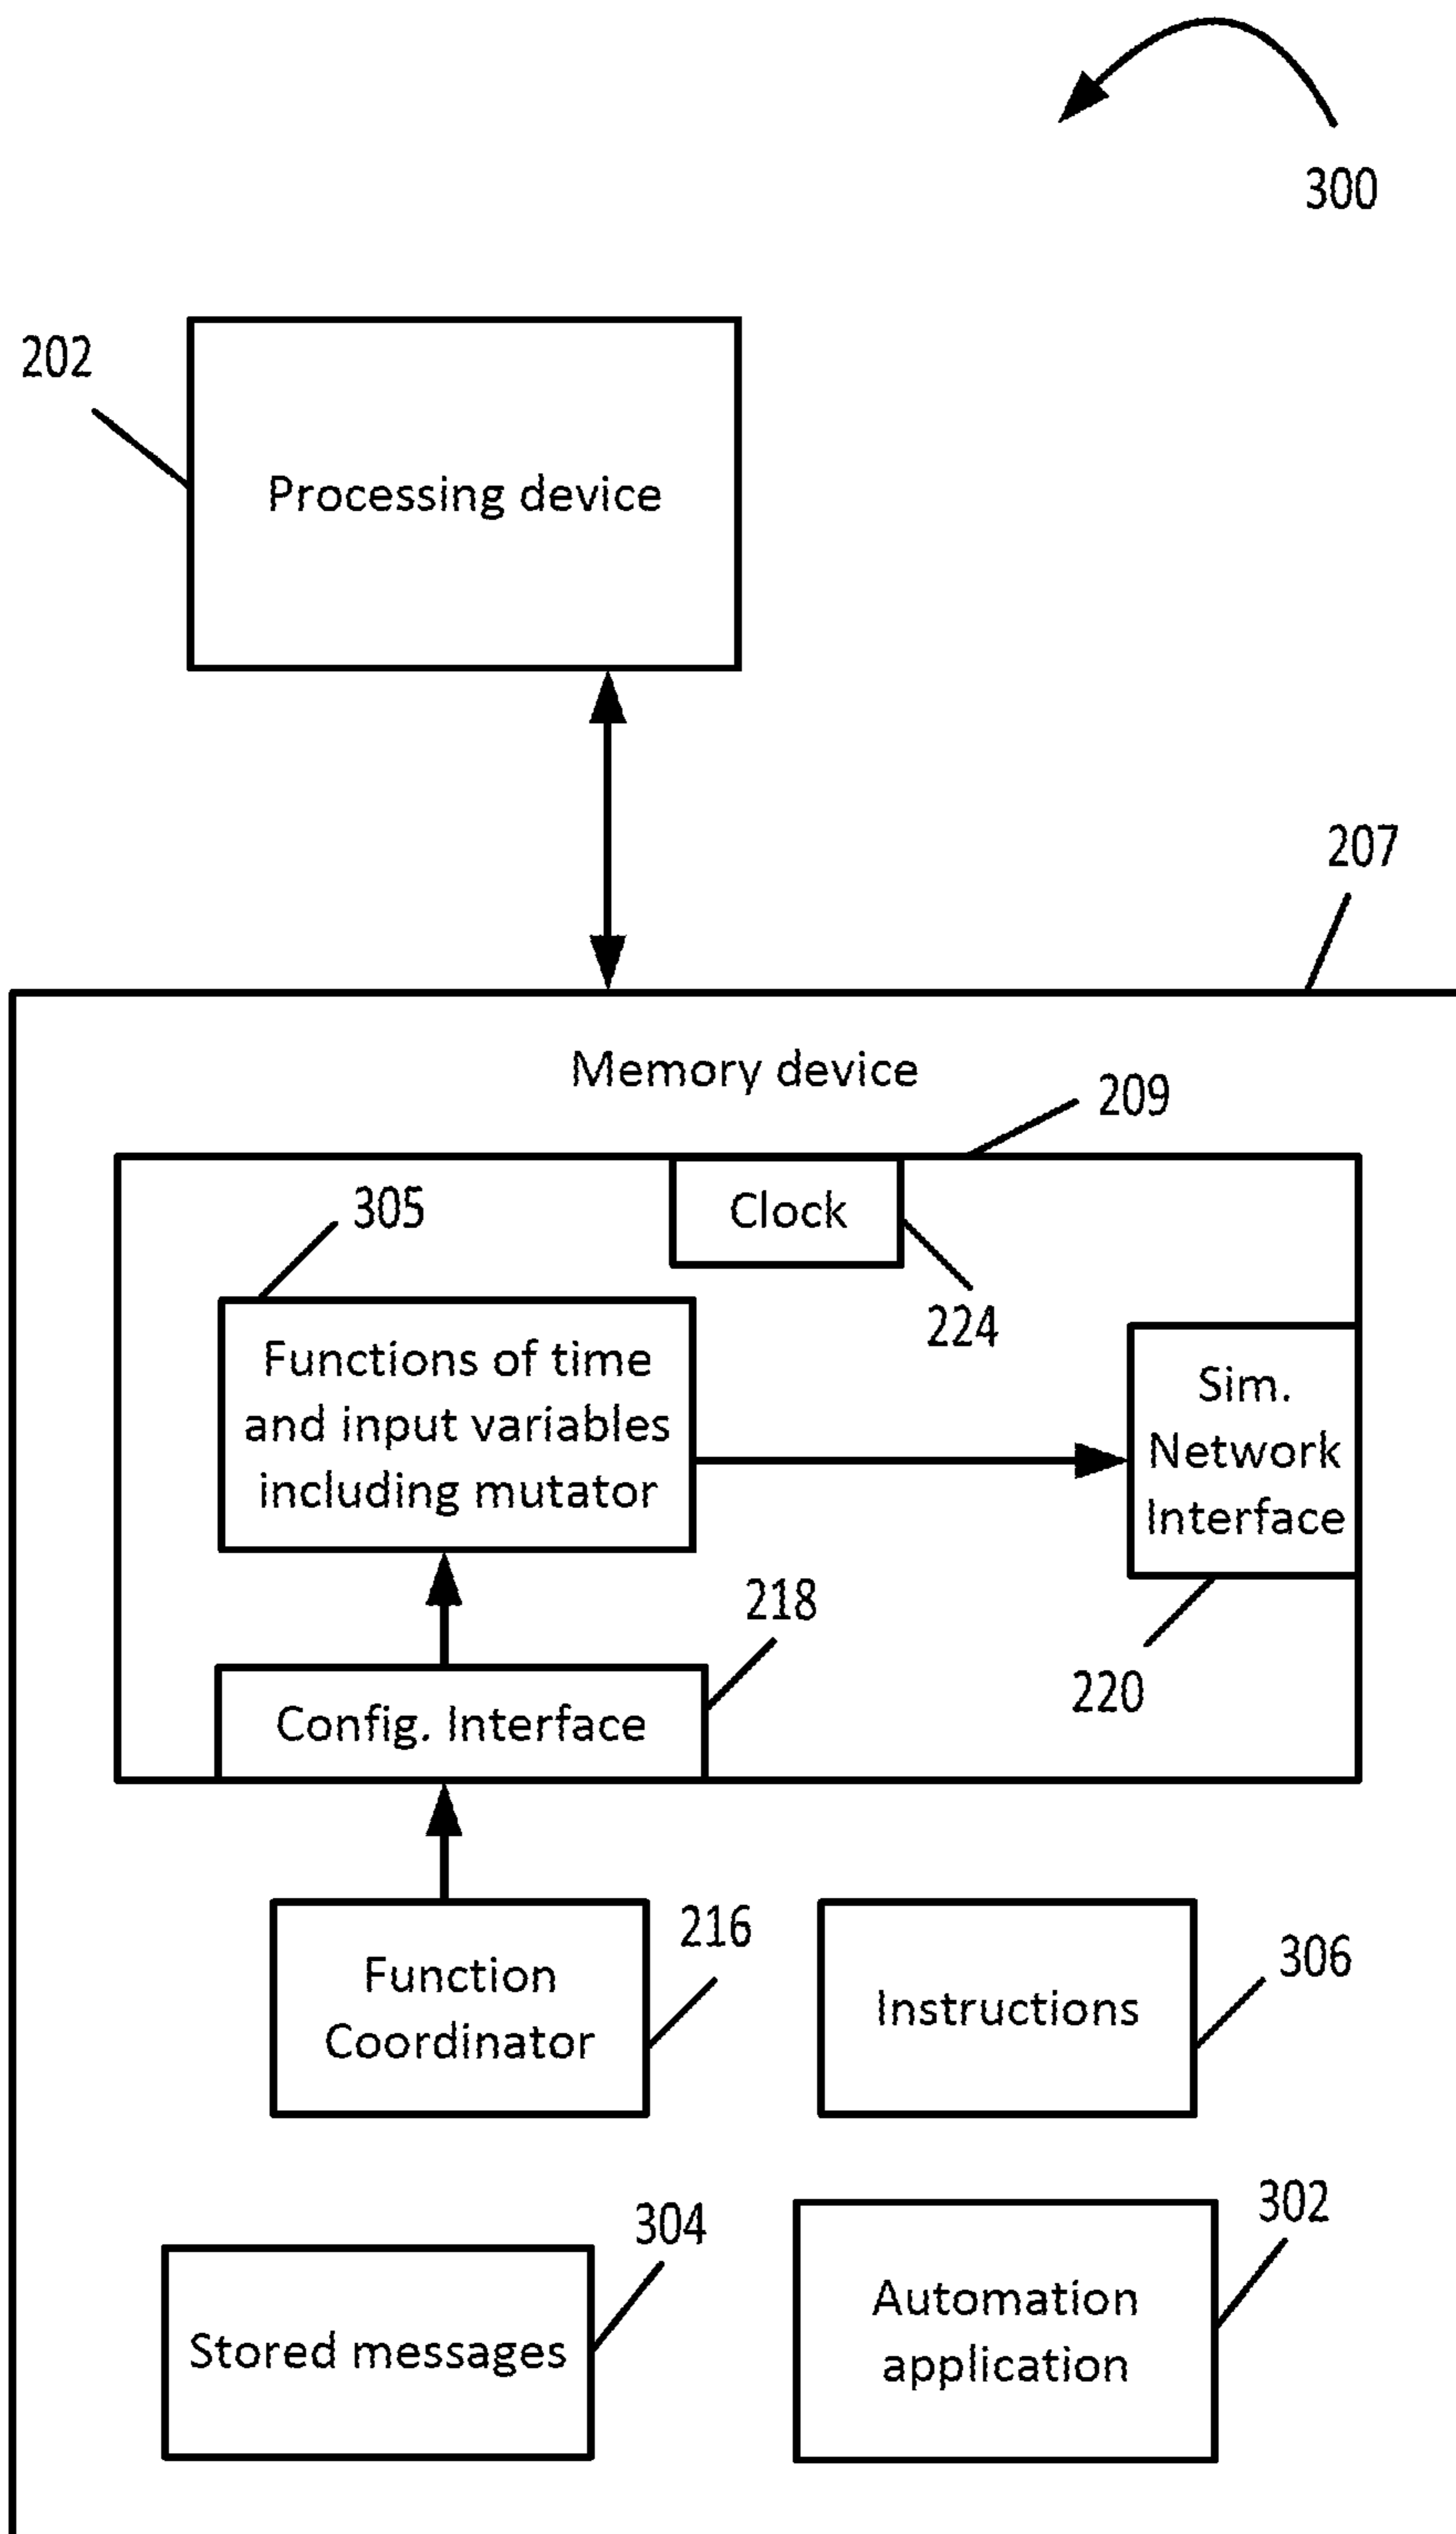 300
202
Processing device
207
Memory device
209
305
Clock
224
Functions of time
and input variables
including mutator
Sim.
Network
Interface
218
220
Config. Interface
216
Function
Coordinator
306
Instructions
304
Stored messages
302
Automation
application